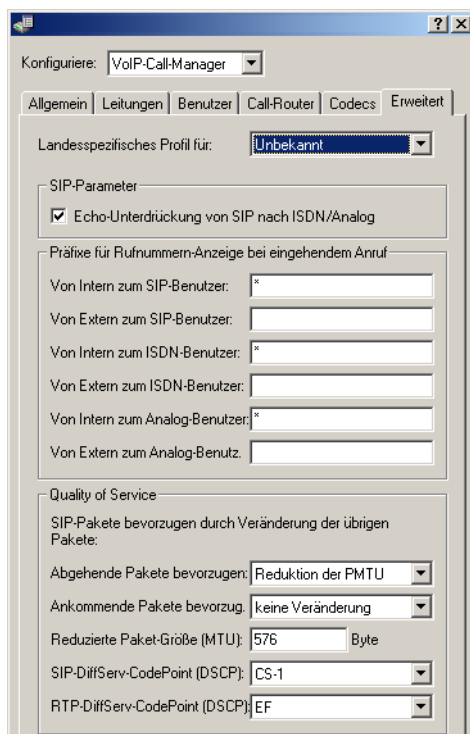 Konfiguriere: VoIP-Call-Manager
Allgemein Leitungen Benutzer Call-Router Codecs Erweitert
Landesspezifisches Profil für: Unbekannt
SIP-Parameter
Echo-Unterdrückung von SIP nach ISDN/Analog
Präfixe für Rufnummern-Anzeige bei eingehendem Anruf
Von Intern zum SIP-Benutzer: *
Von Extern zum SIP-Benutzer:
Von Intern zum ISDN-Benutzer: *
Von Extern zum ISDN-Benutzer:
Von Intern zum Analog-Benutzer: *
Von Extern zum Analog-Benutz.
Quality of Service
SIP-Pakete bevorzugen durch Veränderung der übrigen
Pakete:
Abgehende Pakete bevorzugen: Reduktion der PMTU
Ankommende Pakete bevorzug. keine Veränderung
Reduzierte Paket-Größe (MTU): 576 Byte
SIP-DiffServ-CodePoint (DSCP): CS-1
RTP-DiffServ-CodePoint (DSCP): EF